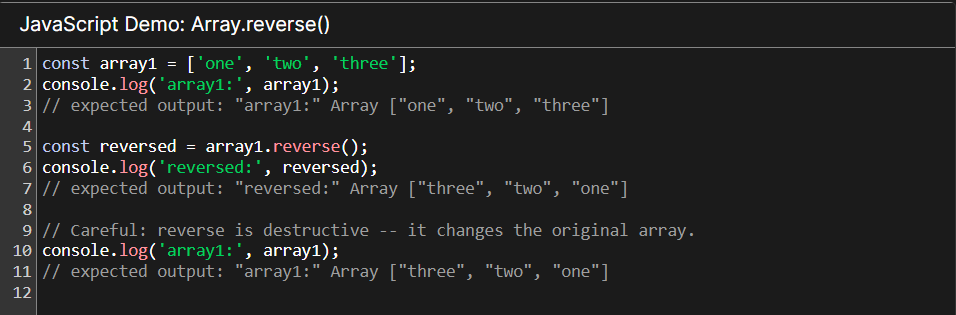 JavaScript Demo: Array.reverse()
1 const array1 = ['one', 'two', 'three'];
2 console.log('array1:', array1);
3 // expected output: "array1:" Array ["one", "two", "three"]
4
5 const reversed = array1.reverse();
6 console.log('reversed:', reversed);
7 // expected output: "reversed:" Array ["three", "two", "one"]
8
9 // Careful: reverse is destructive -- it changes the original array.
10 console.log('array1:', array1);
11 // expected output: "array1:" Array ["three", "two", "one"]
12